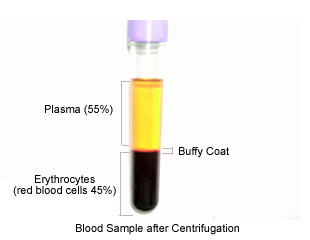 Plasma (55%)
Buffy Coat
Erythrocytes
(red blood cells 45%)
Blood Sample after Centrifugation